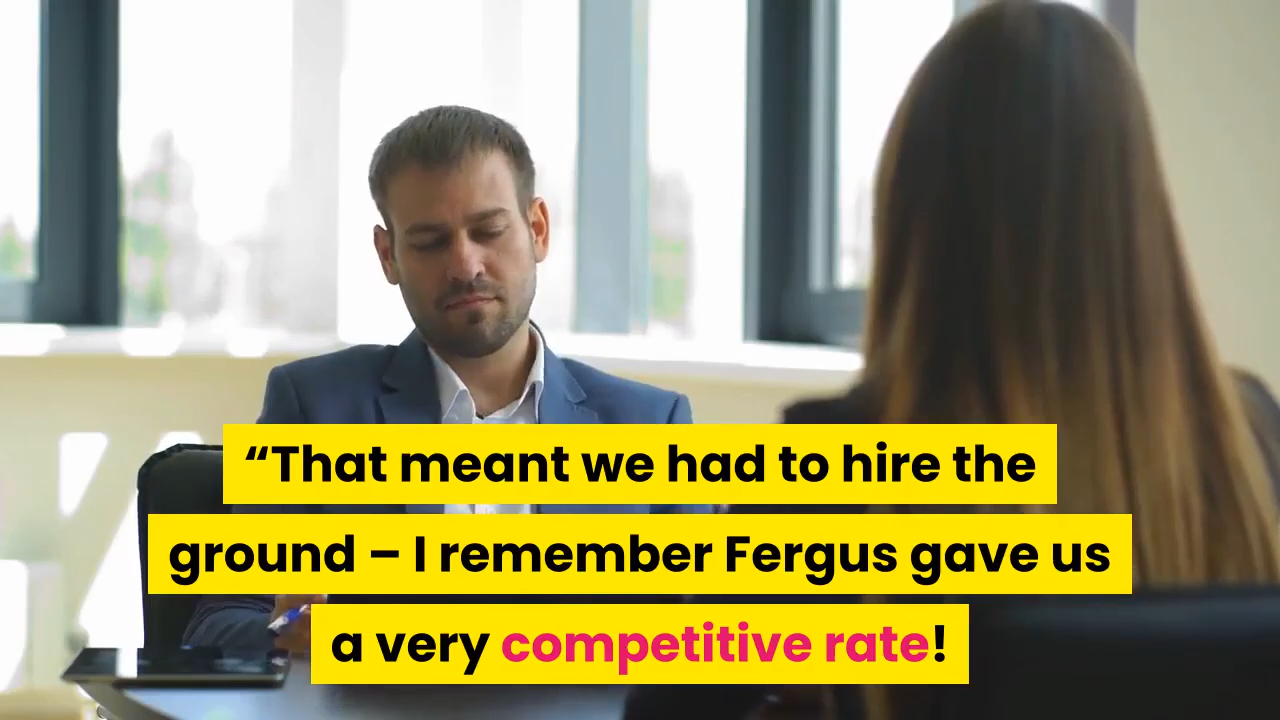 “That meant we had to hire the
ground – I remember Fergus gave us
a very competitive rate!